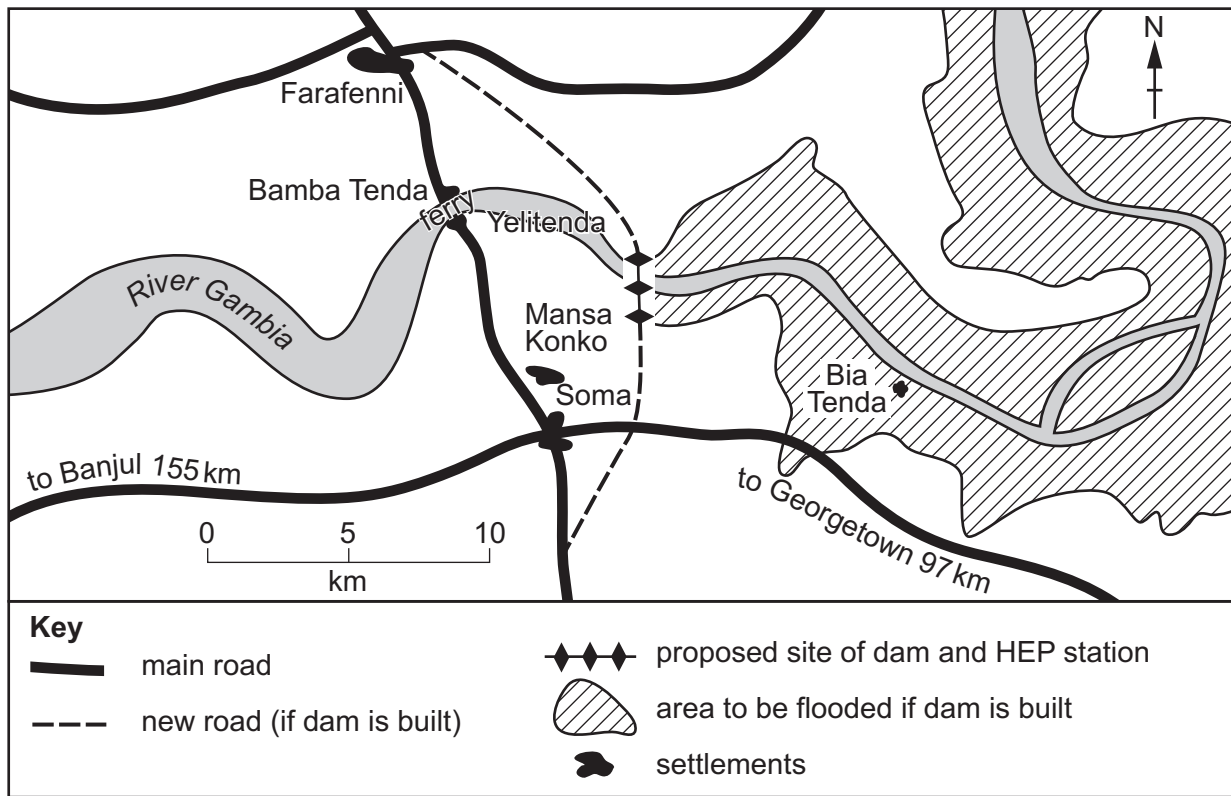 N
Farafenni
Bamba Tenda
ferry
Yelitenda
River Gambia
Mansa
Konko
Bia
Tenda
Soma
to Banjul 155 km
to Georgetown 97 km
0 5 10
km
Key
main road
new road (if dam is built)
proposed site of dam and HEP station
area to be flooded if dam is built
settlements